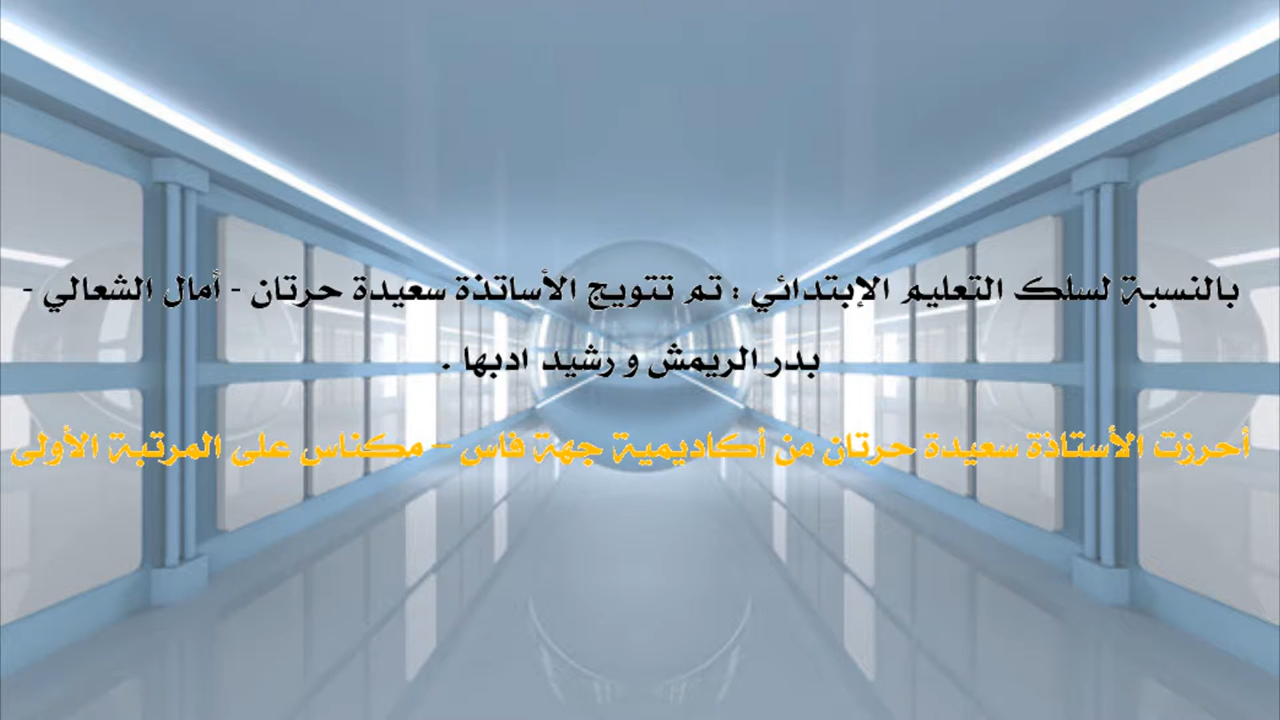 بالنسبة لسلك التعليم الإبتدائي : تم تتويج الأساتذة سعيدة حرتان - أمال الشعالي -
بدر الريمش و رشيد ادبها .
أحرزت الأستاذة سعيدة حرتان من أكاديمية جهة فاس – مكناس على المرتبة الأولى